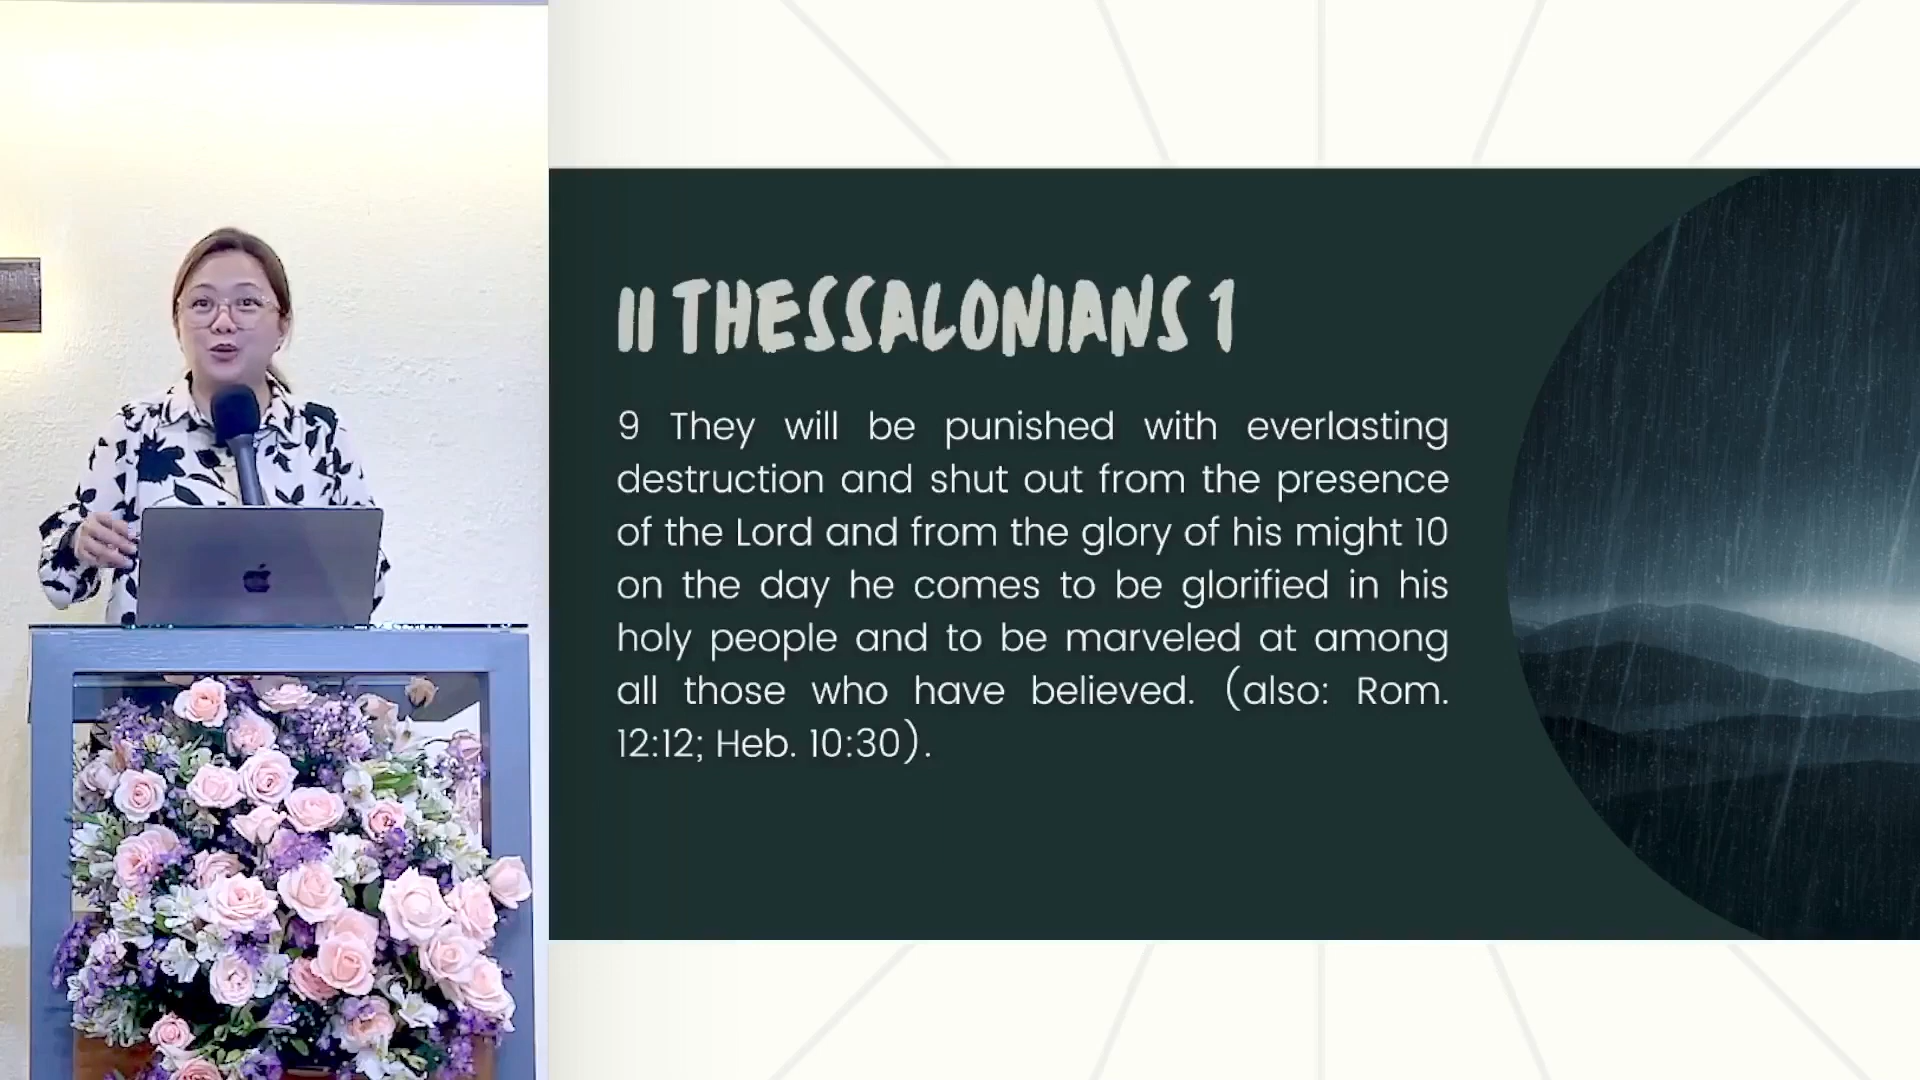 II THESSALONIANS 1
9 They will be punished with everlasting
destruction and shut out from the presence
of the Lord and from the glory of his might 10
on the day he comes to be glorified in his
holy people and to be marveled at among
all those who have believed. (also: Rom.
12:12; Heb. 10:30).